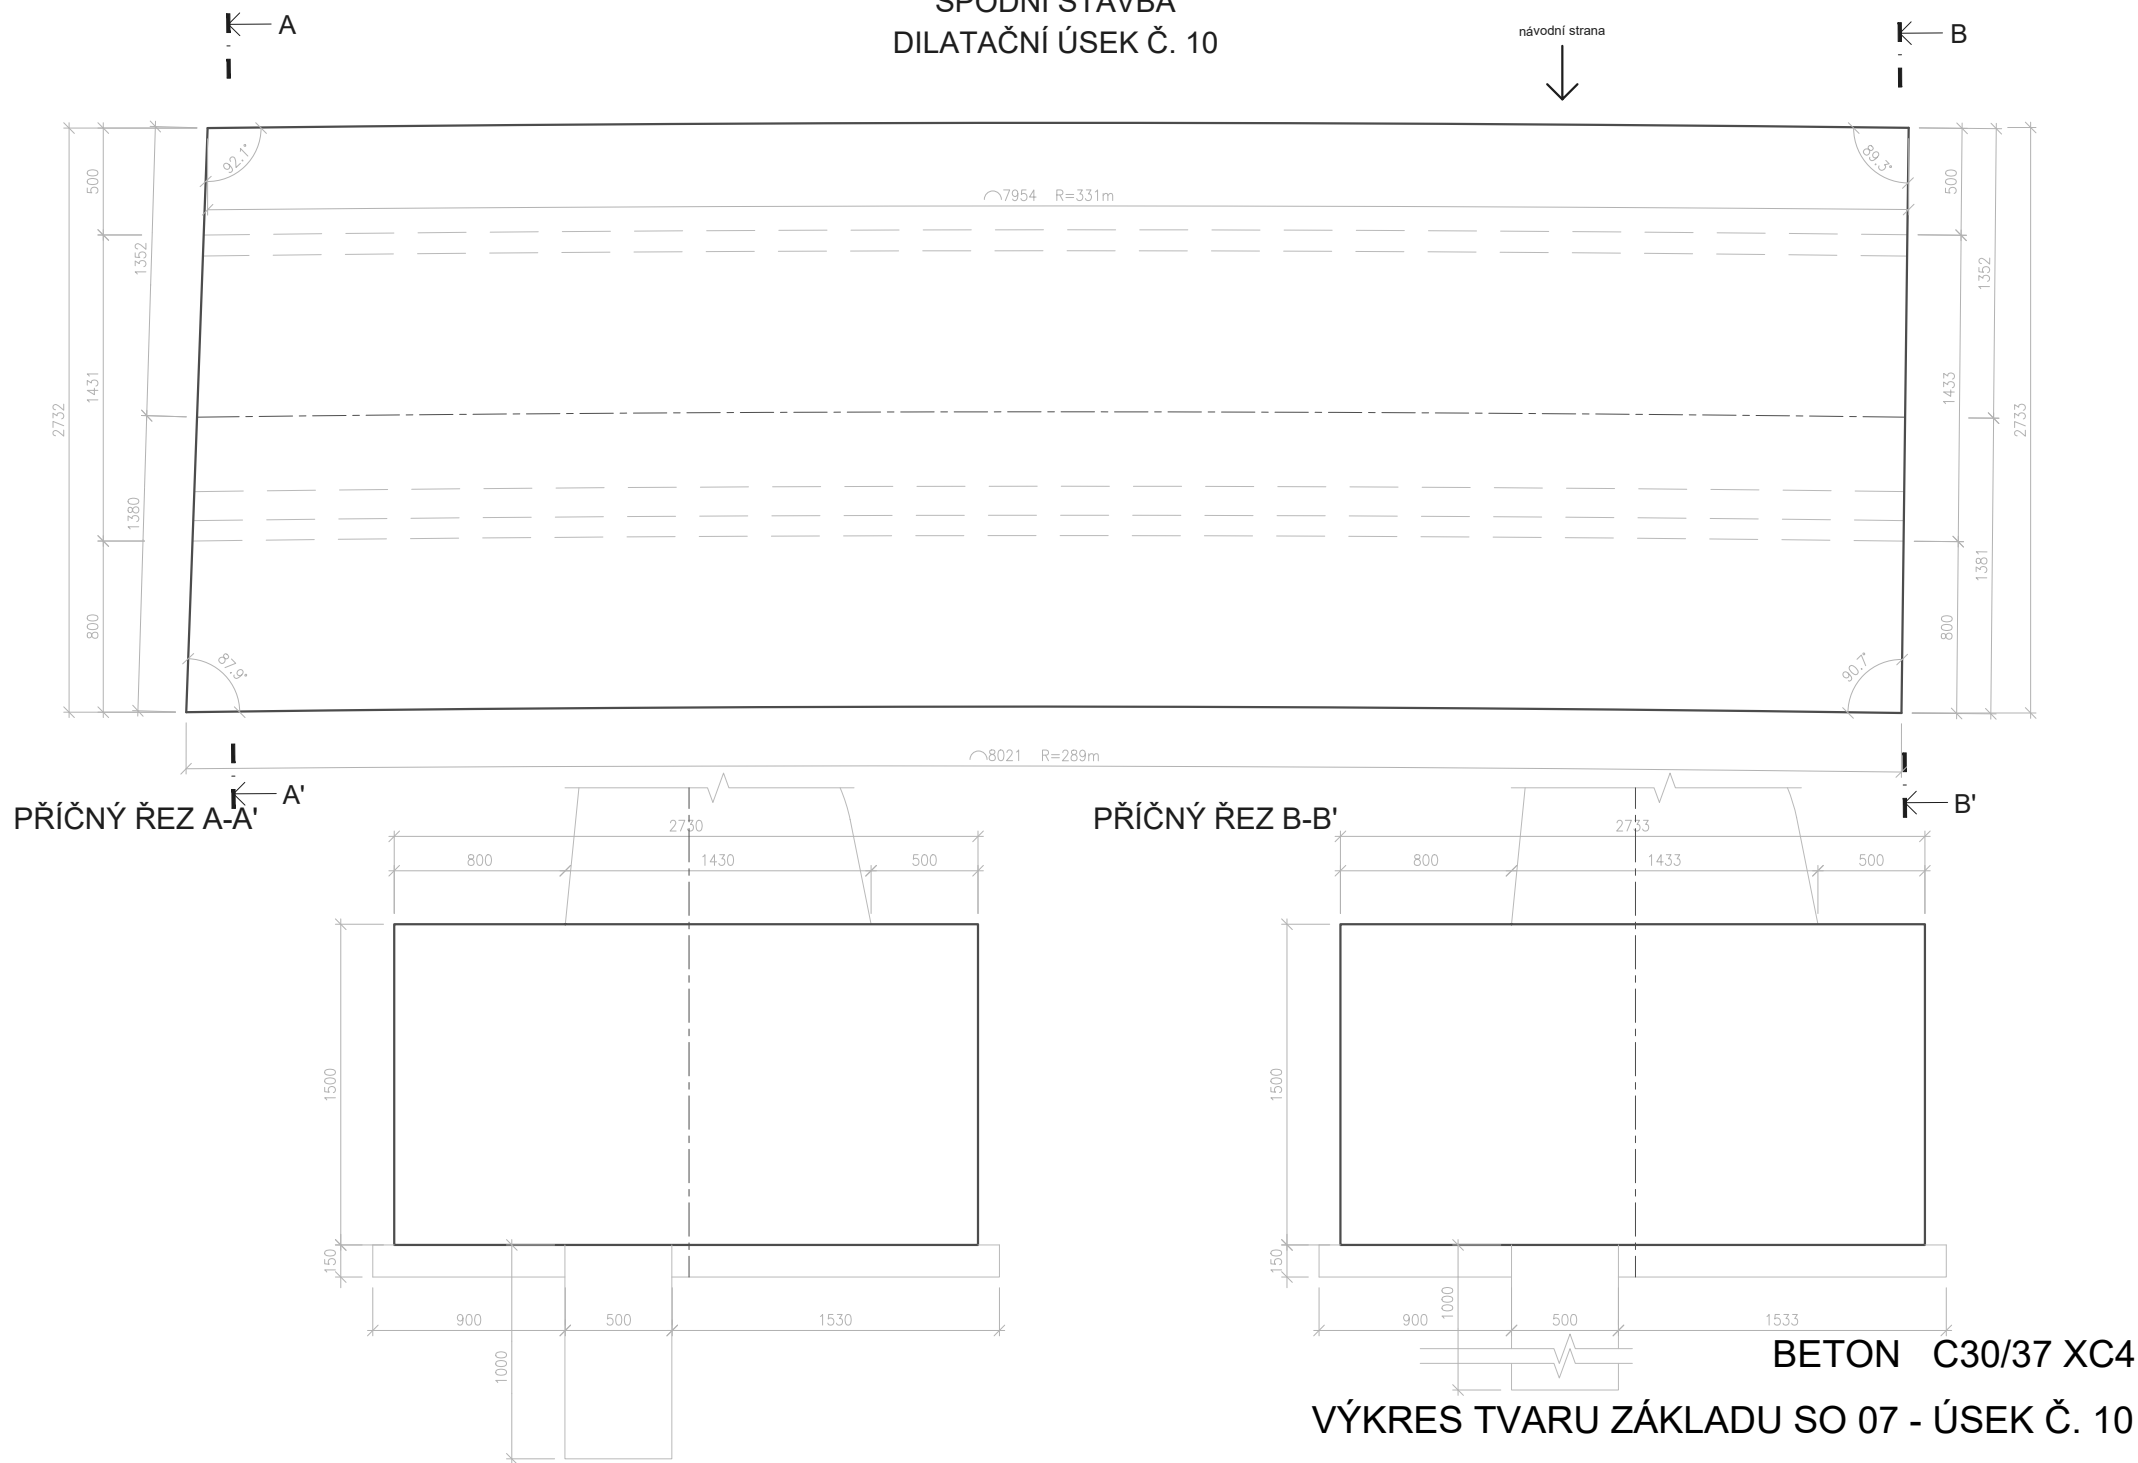 SPODNÍ STAVBA
DILATAČNÍ ÚSEK Č. 10
návodní strana
A
B
92.1°
89.3°
500
500
⌒7954 R=331m
1352
1352
1431
1433
2732
2733
1380
1381
800
800
87.9°
90.7°
⌒8021 R=289m
A'
B'
PŘÍČNÝ ŘEZ A-A'
2730
800
1430
500
1500
150
900
500
1530
1000
PŘÍČNÝ ŘEZ B-B'
2733
800
1433
500
1500
150
1000
900
500
1533
BETON C30/37 XC4
VÝKRES TVARU ZÁKLADU SO 07 - ÚSEK Č. 10